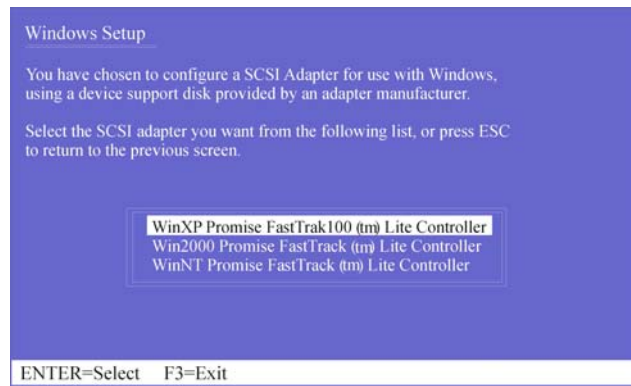 Windows Setup
You have chosen to configure a SCSI Adapter for use with Windows,
using a device support disk provided by an adapter manufacturer.
Select the SCSI adapter you want from the following list, or press ESC
to return to the previous screen.
WinXP Promise FastTrak100 (tm) Lite Controller
Win2000 Promise FastTrack (tm) Lite Controller
WinNT Promise FastTrack (tm) Lite Controller
ENTER=Select F3=Exit